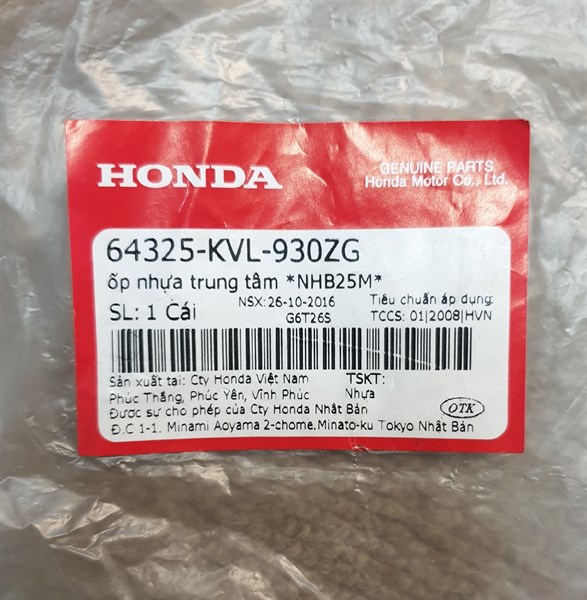 HONDA
GENUINE PARTS
Honda Motor Co., Ltd.
64325-KVL-930ZG
ốp nhựa trung tâm *NHB25M*
SL: 1 Cái
NSX: 26-10-2016
G6T26S
Tiêu chuẩn áp dụng:
TCCS: 01|2008|HVN
Sản xuất tại: Cty Honda Việt Nam
Phúc Thắng, Phúc Yên, Vĩnh Phúc
Được sự cho phép của Cty Honda Nhật Bản
Đ.C 1-1. Minami Aoyama 2-chome.Minato-ku Tokyo Nhật Bản
TSKT:
Nhựa
OTK